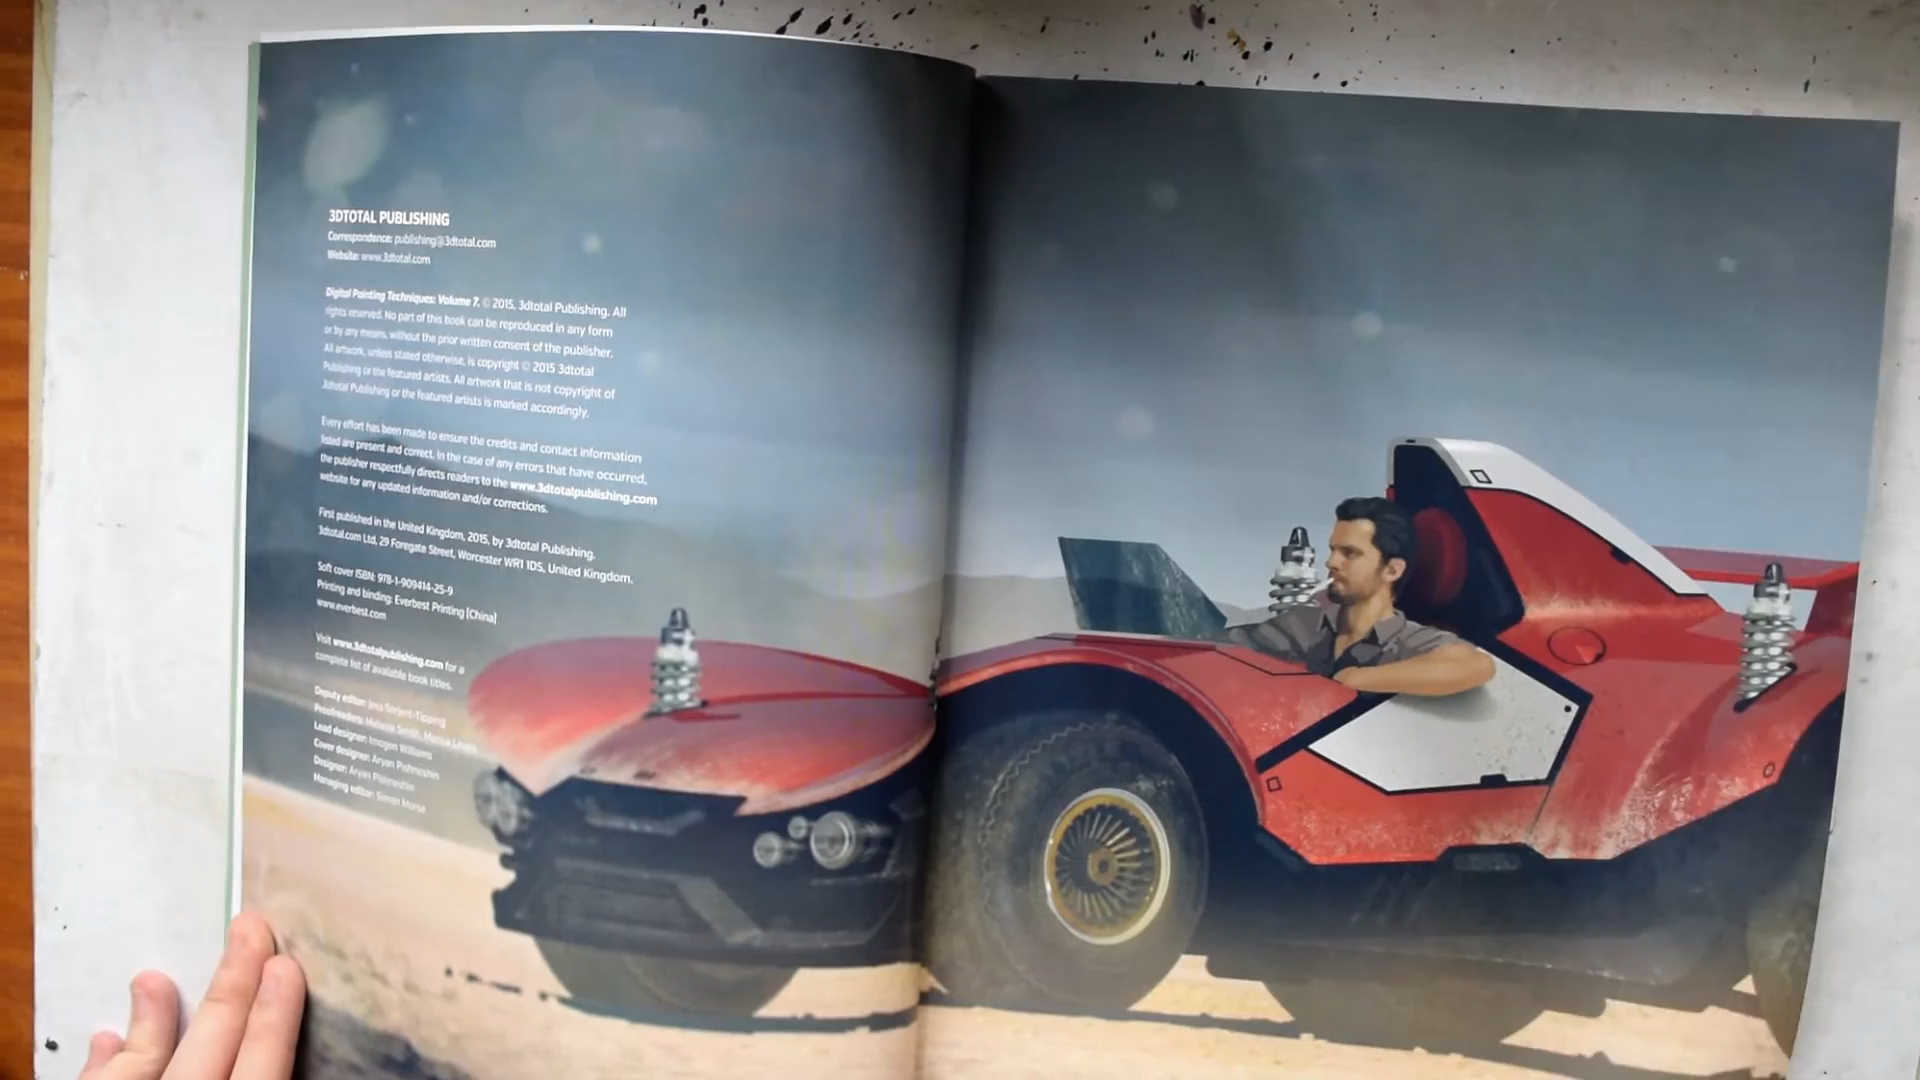 3DTOTAL PUBLISHING
Correspondence: publishing@3dtotal.com
Website: www.3dtotal.com
Digital Painting Techniques: Volume 7. © 2015, 3dtotal Publishing. All
rights reserved. No part of this book can be reproduced in any form
or by any means, without the prior written consent of the publisher.
All artwork, unless stated otherwise, is copyright © 2015 3dtotal
Publishing or the featured artists. All artwork that is not copyright of
3dtotal Publishing or the featured artists is marked accordingly.
Every effort has been made to ensure the credits and contact information
listed are present and correct. In the case of any errors that have occurred,
the publisher respectfully directs readers to the www.3dtotalpublishing.com
website for any updated information and/or corrections.
First published in the United Kingdom, 2015, by 3dtotal Publishing.
3dtotal.com Ltd, 29 Foregate Street, Worcester WR1 1DS, United Kingdom.
Soft cover ISBN: 978-1-909414-25-9
Printing and binding: Everbest Printing (China)
www.everbest.com
Visit www.3dtotalpublishing.com for a
complete list of available book titles.
Deputy editor: Jess Serjent-Tipping
Proofreaders: Melanie Smith,
Lead designer: Imogen Williams
Cover designer: Aryan Pishneshin
Designer: Aryan Pishneshin
Managing editor: Simon Morse